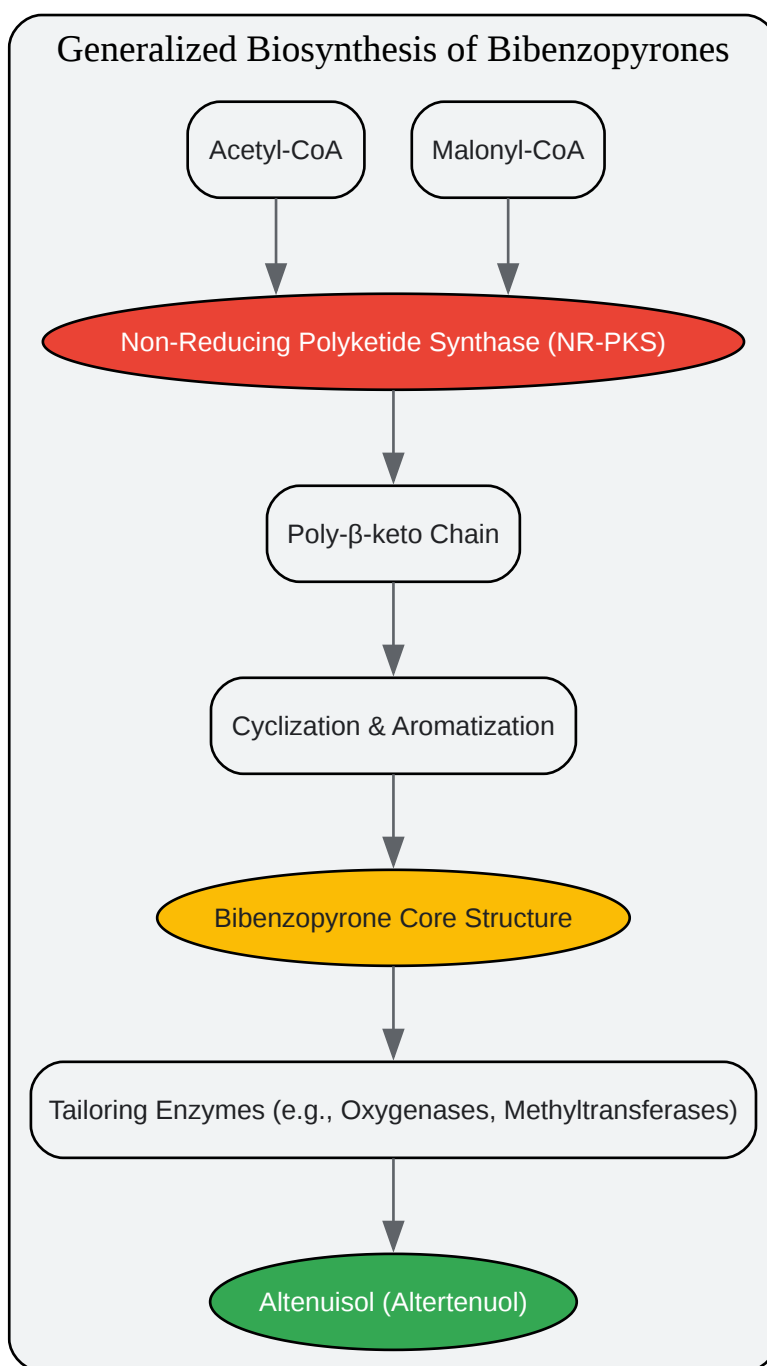 Generalized Biosynthesis of Bibenzopyrones
Acetyl-CoA
Malonyl-CoA
Non-Reducing Polyketide Synthase (NR-PKS)
Poly-β-keto Chain
Cyclization & Aromatization
Bibenzopyrone Core Structure
Tailoring Enzymes (e.g., Oxygenases, Methyltransferases)
Altenuisol (Altertenuol)